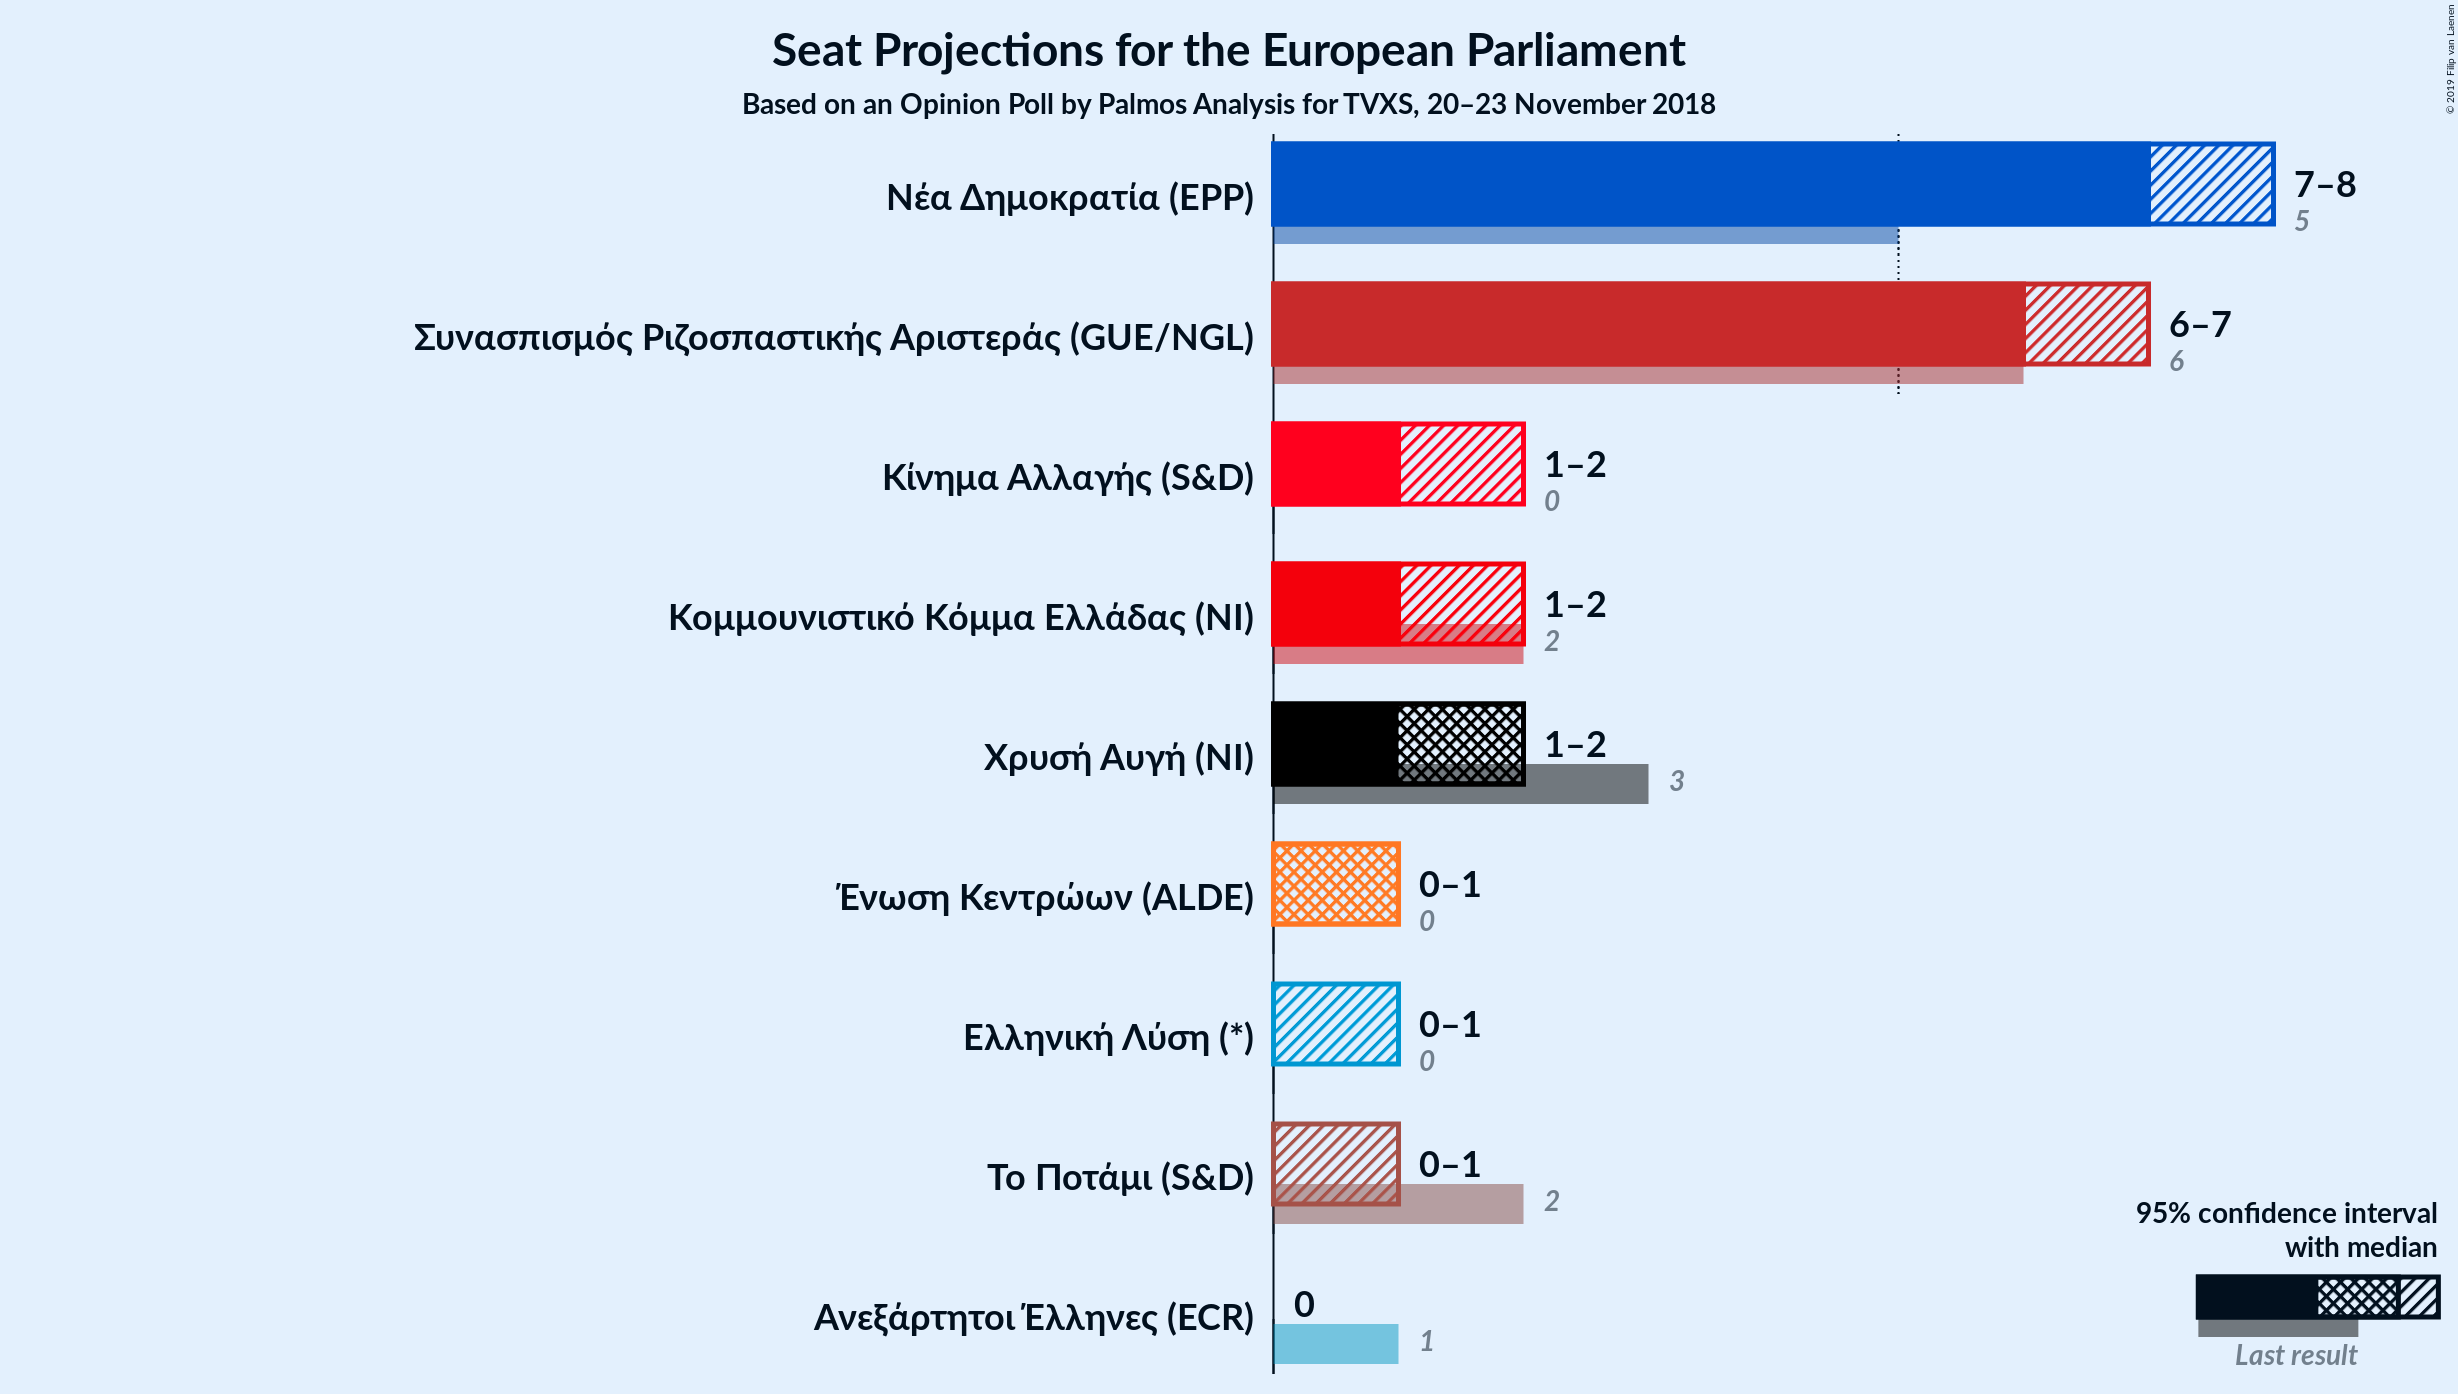 Seat Projections for the European Parliament
Based on an Opinion Poll by Palmos Analysis for TVXS, 20–23 November 2018
© 2019 Filip van Laenen
Νέα Δημοκρατία (EPP)
7–8
5
Συνασπισμός Ριζοσπαστικής Αριστεράς (GUE/NGL)
6–7
6
Κίνημα Αλλαγής (S&D)
1–2
0
Κομμουνιστικό Κόμμα Ελλάδας (NI)
1–2
2
Χρυσή Αυγή (NI)
1–2
3
Ένωση Κεντρώων (ALDE)
0–1
0
Ελληνική Λύση (*)
0–1
0
Το Ποτάμι (S&D)
0–1
2
Ανεξάρτητοι Έλληνες (ECR)
0
1
95% confidence interval
with median
Last result